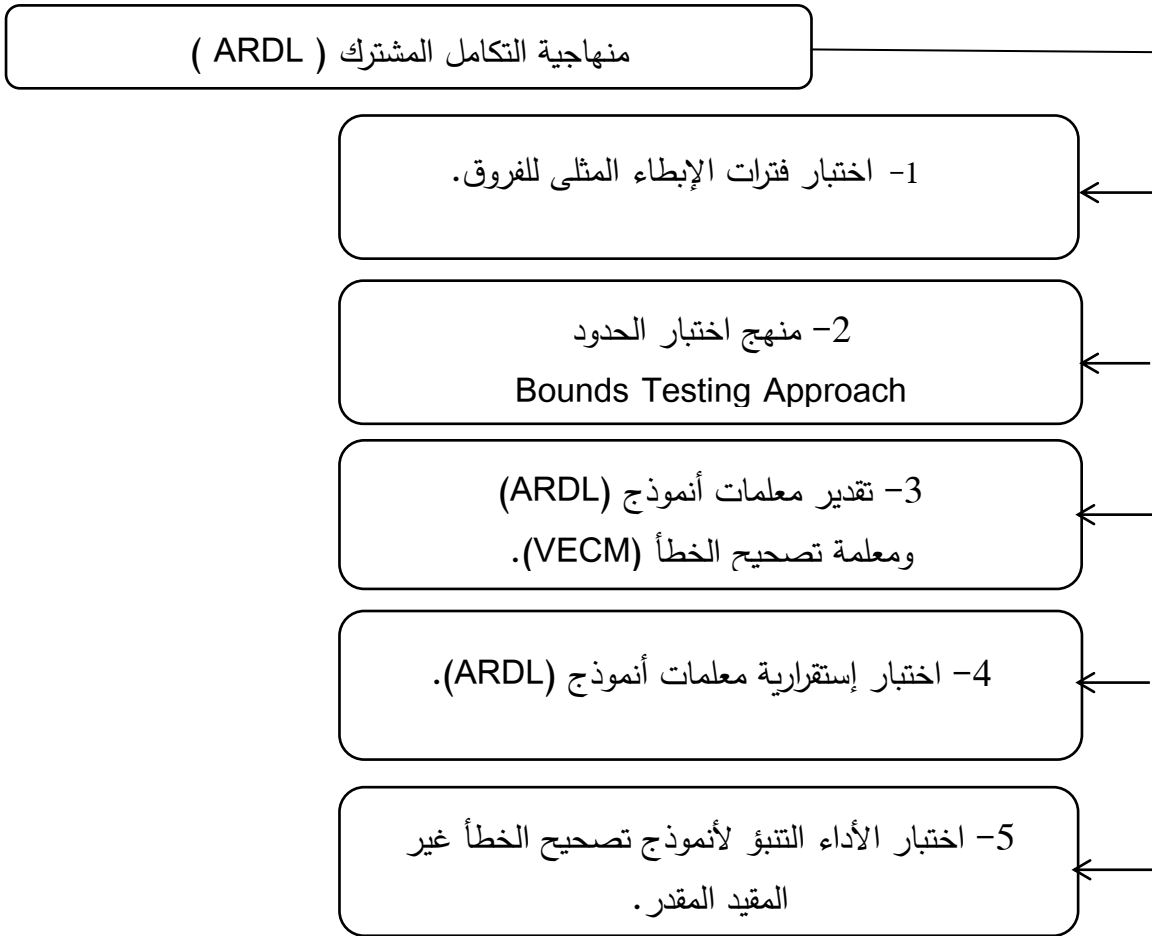 منهاجية التكامل المشترك ( ARDL )
1- اختبار فترات الإبطاء المثلى للفروق.
2- منهج اختبار الحدود
Bounds Testing Approach
3- تقدير معلمات أنموذج (ARDL)
ومعلمة تصحيح الخطأ (VECM).
4- اختبار إستقرارية معلمات أنموذج (ARDL).
5- اختبار الأداء التنبؤ لأنموذج تصحيح الخطأ غير
المقيد المقدر.